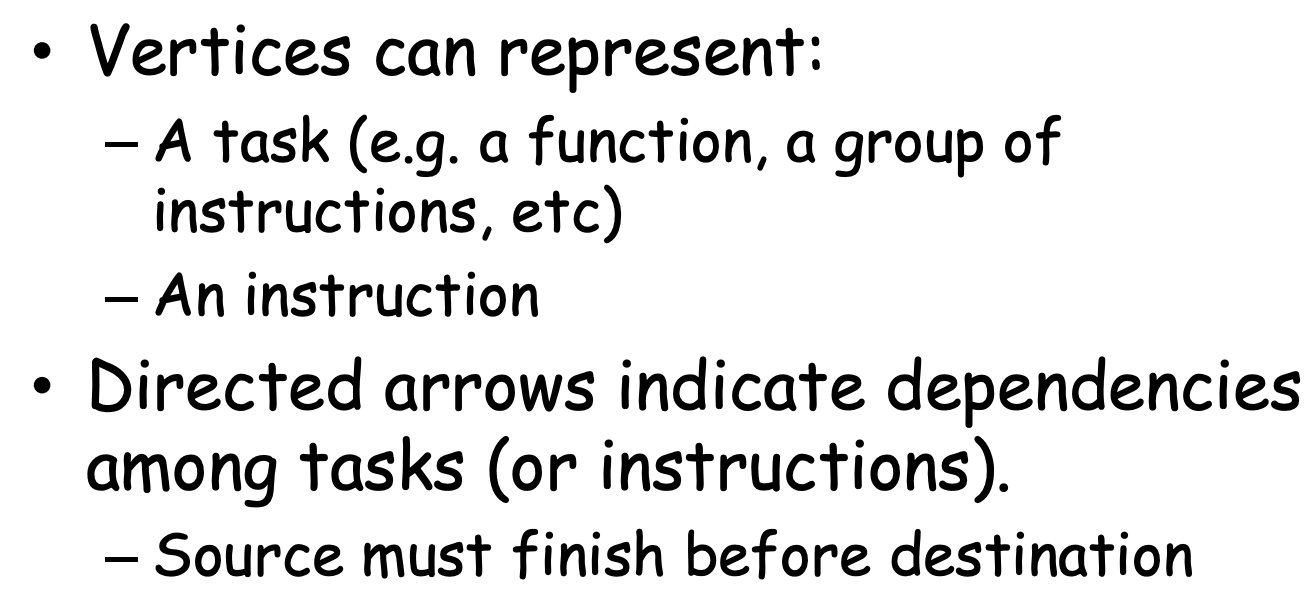 • Vertices can represent:
– A task (e.g. a function, a group of
instructions, etc)
– An instruction
• Directed arrows indicate dependencies
among tasks (or instructions).
– Source must finish before destination